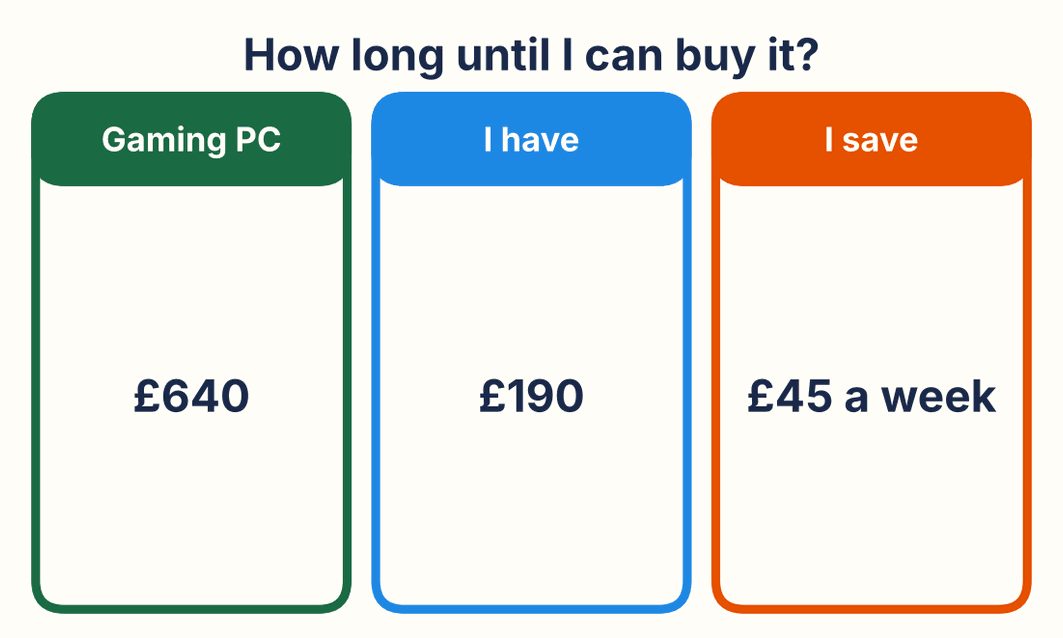 How long until I can buy it?
Gaming PC
£640
I have
£190
I save
£45 a week